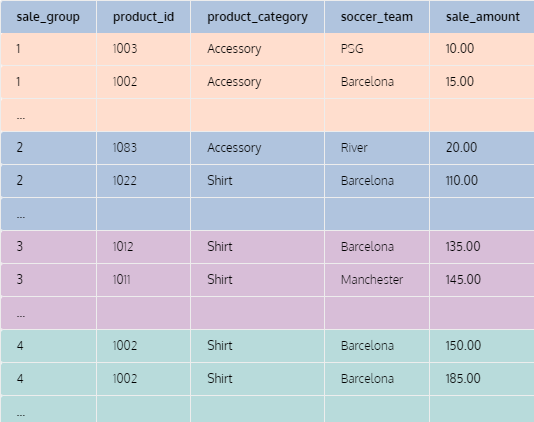 sale_group product_id product_category soccer_team sale_amount
1 1003 Accessory PSG 10.00
1 1002 Accessory Barcelona 15.00
...
2 1083 Accessory River 20.00
2 1022 Shirt Barcelona 110.00
...
3 1012 Shirt Barcelona 135.00
3 1011 Shirt Manchester 145.00
...
4 1002 Shirt Barcelona 150.00
4 1002 Shirt Barcelona 185.00
...